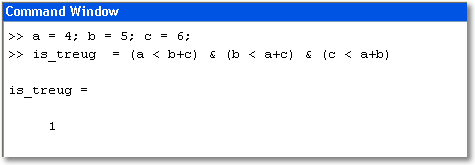 Command Window
>> a = 4; b = 5; c = 6;
>> is_treug  = (a < b+c) & (b < a+c) & (c < a+b)
is_treug =
1